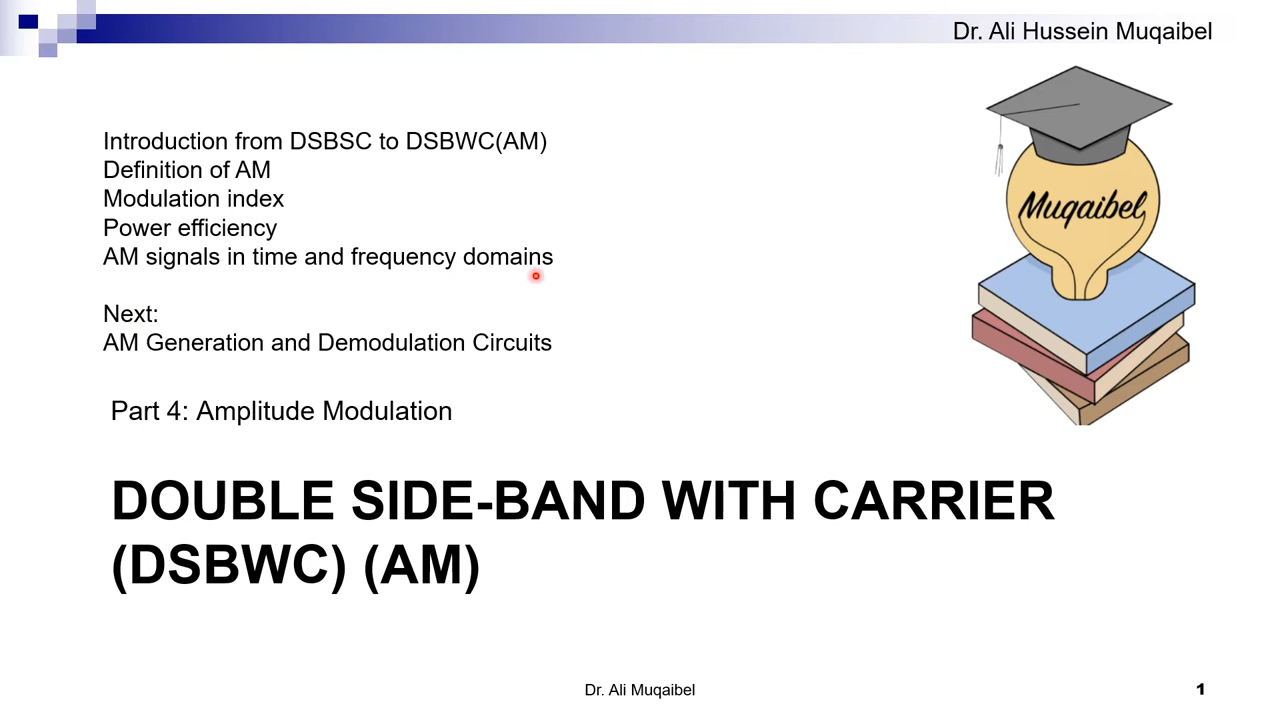 Dr. Ali Hussein Muqaibel
Introduction from DSBSC to DSBWC(AM)
Definition of AM
Modulation index
Power efficiency
AM signals in time and frequency domains
Muqaibel
Next:
AM Generation and Demodulation Circuits
Part 4: Amplitude Modulation
DOUBLE SIDE-BAND WITH CARRIER
(DSBWC) (AM)
Dr. Ali Muqaibel
1